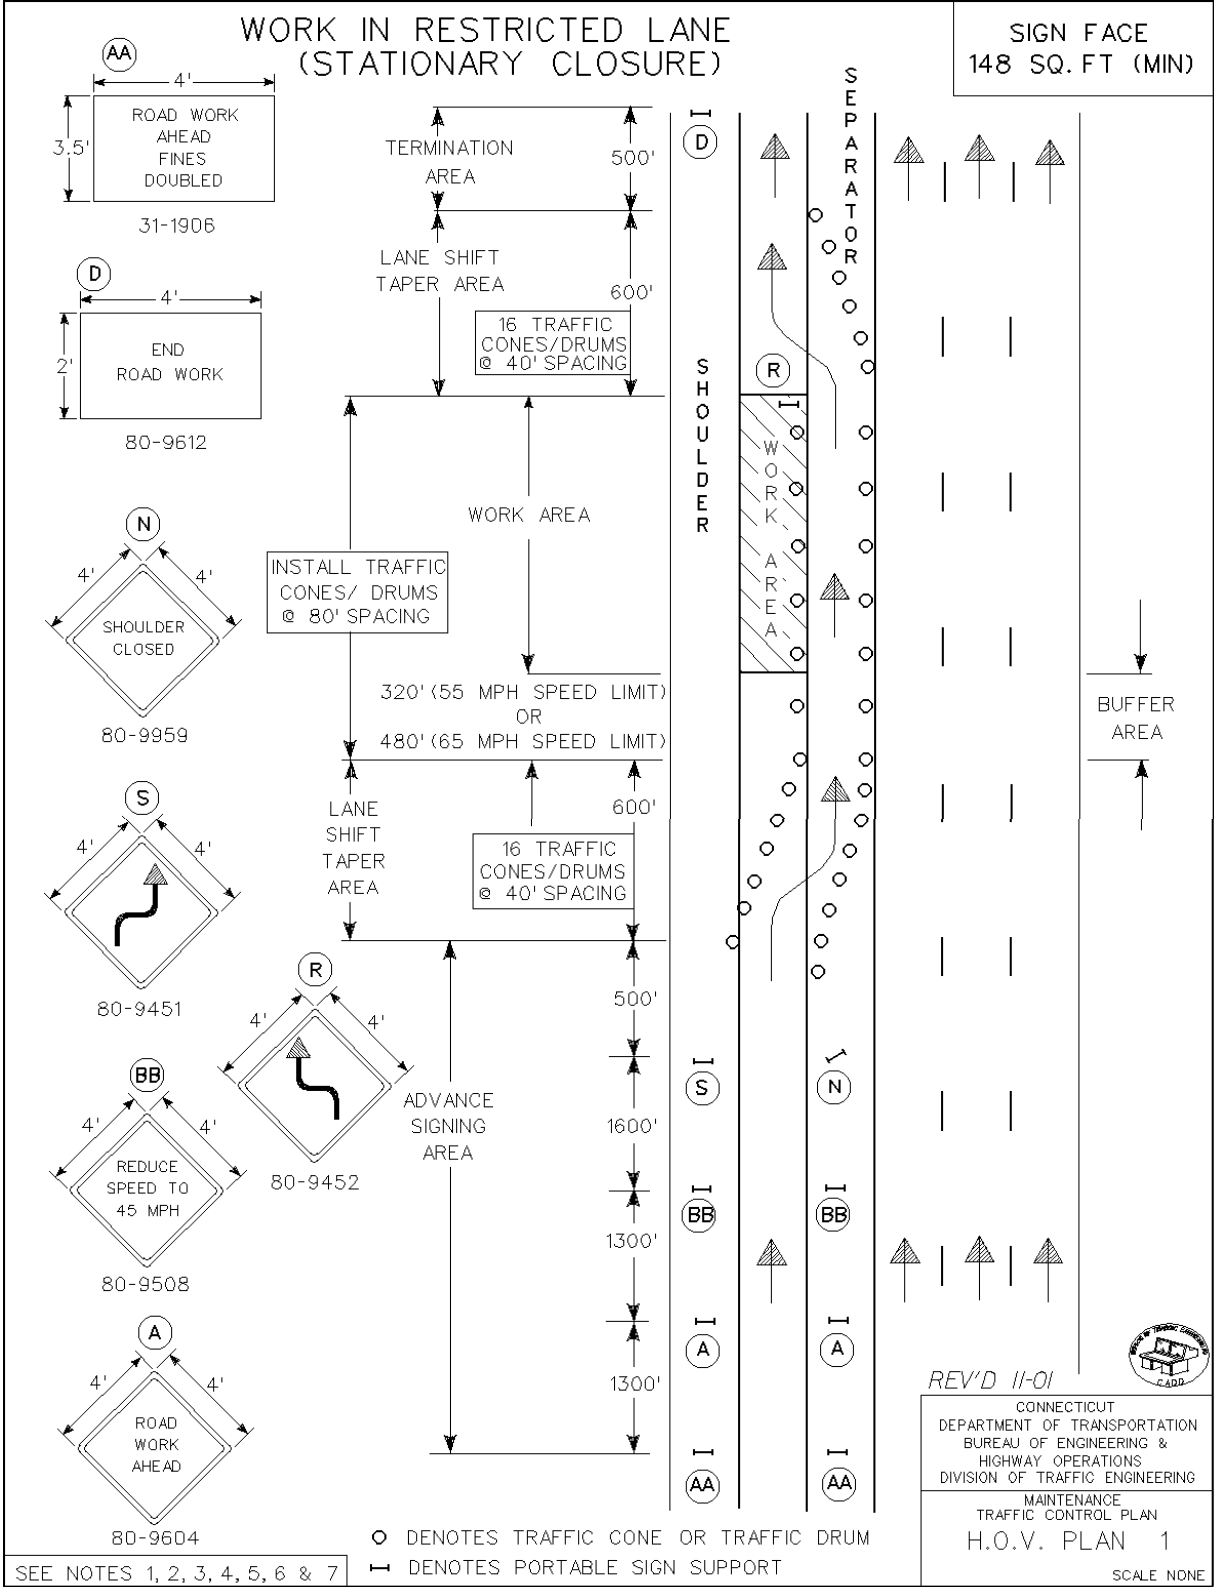 WORK IN RESTRICTED LANE
(STATIONARY CLOSURE)
SIGN FACE
148 SQ. FT (MIN)
AA
4'
3.5'
ROAD WORK
AHEAD
FINES
DOUBLED
31-1906
D
4'
2'
END
ROAD WORK
80-9612
N
4'
4'
SHOULDER
CLOSED
80-9959
S
4'
4'
80-9451
R
4'
4'
80-9452
BB
4'
4'
REDUCE
SPEED TO
45 MPH
80-9508
A
4'
4'
ROAD
WORK
AHEAD
80-9604
TERMINATION
AREA
500'
LANE SHIFT
TAPER AREA
600'
16 TRAFFIC
CONES/DRUMS
@ 40' SPACING
WORK AREA
INSTALL TRAFFIC
CONES/ DRUMS
@ 80' SPACING
320' (55 MPH SPEED LIMIT)
OR
480' (65 MPH SPEED LIMIT)
LANE
SHIFT
TAPER
AREA
600'
16 TRAFFIC
CONES/DRUMS
@ 40' SPACING
ADVANCE
SIGNING
AREA
500'
1600'
1300'
1300'
D
SEPARATOR
SHOULDER
R
WORK AREA
BUFFER
AREA
S
N
BB
BB
A
A
AA
AA
REV'D 11-01
CADD
CONNECTICUT
DEPARTMENT OF TRANSPORTATION
BUREAU OF ENGINEERING &
HIGHWAY OPERATIONS
DIVISION OF TRAFFIC ENGINEERING
MAINTENANCE
TRAFFIC CONTROL PLAN
H.O.V. PLAN 1
SCALE NONE
DENOTES TRAFFIC CONE OR TRAFFIC DRUM
DENOTES PORTABLE SIGN SUPPORT
SEE NOTES 1, 2, 3, 4, 5, 6 & 7